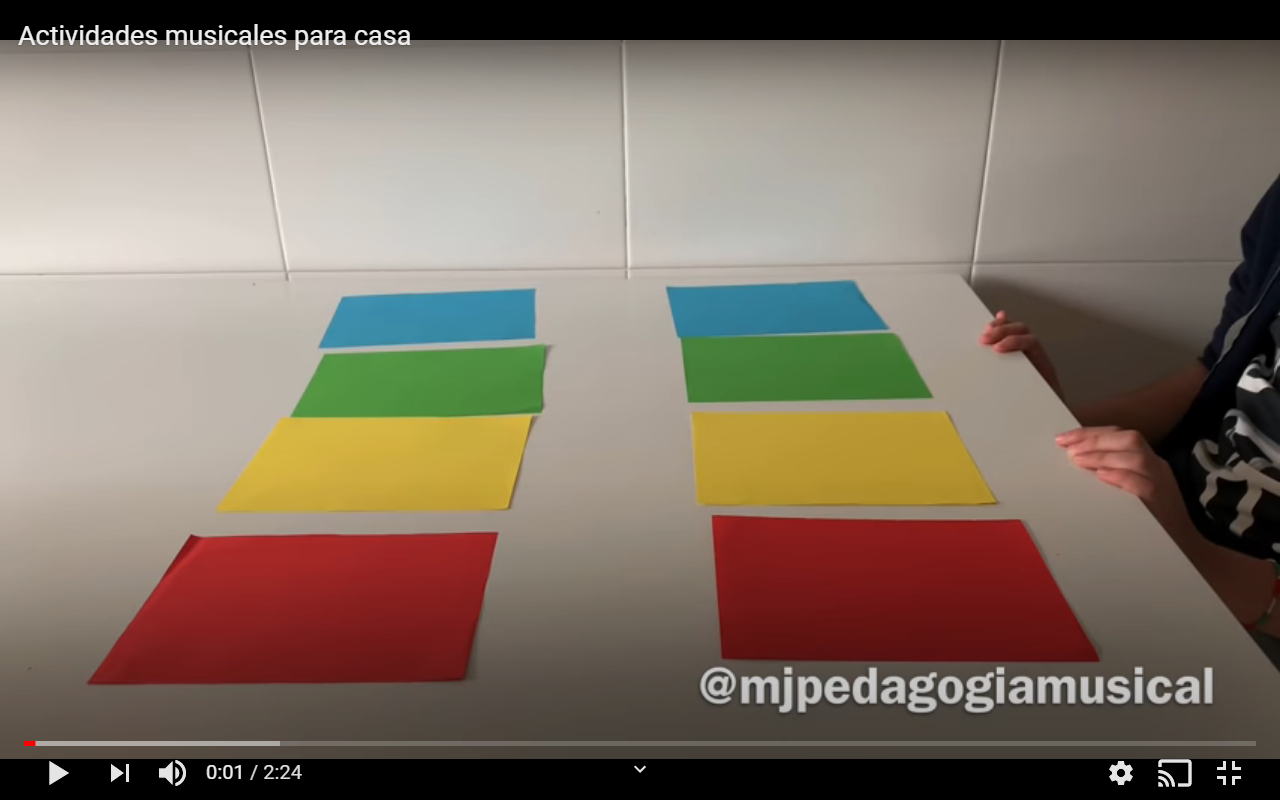 Actividades musicales para casa
@mjpedagogiamusical
0:01 / 2:24